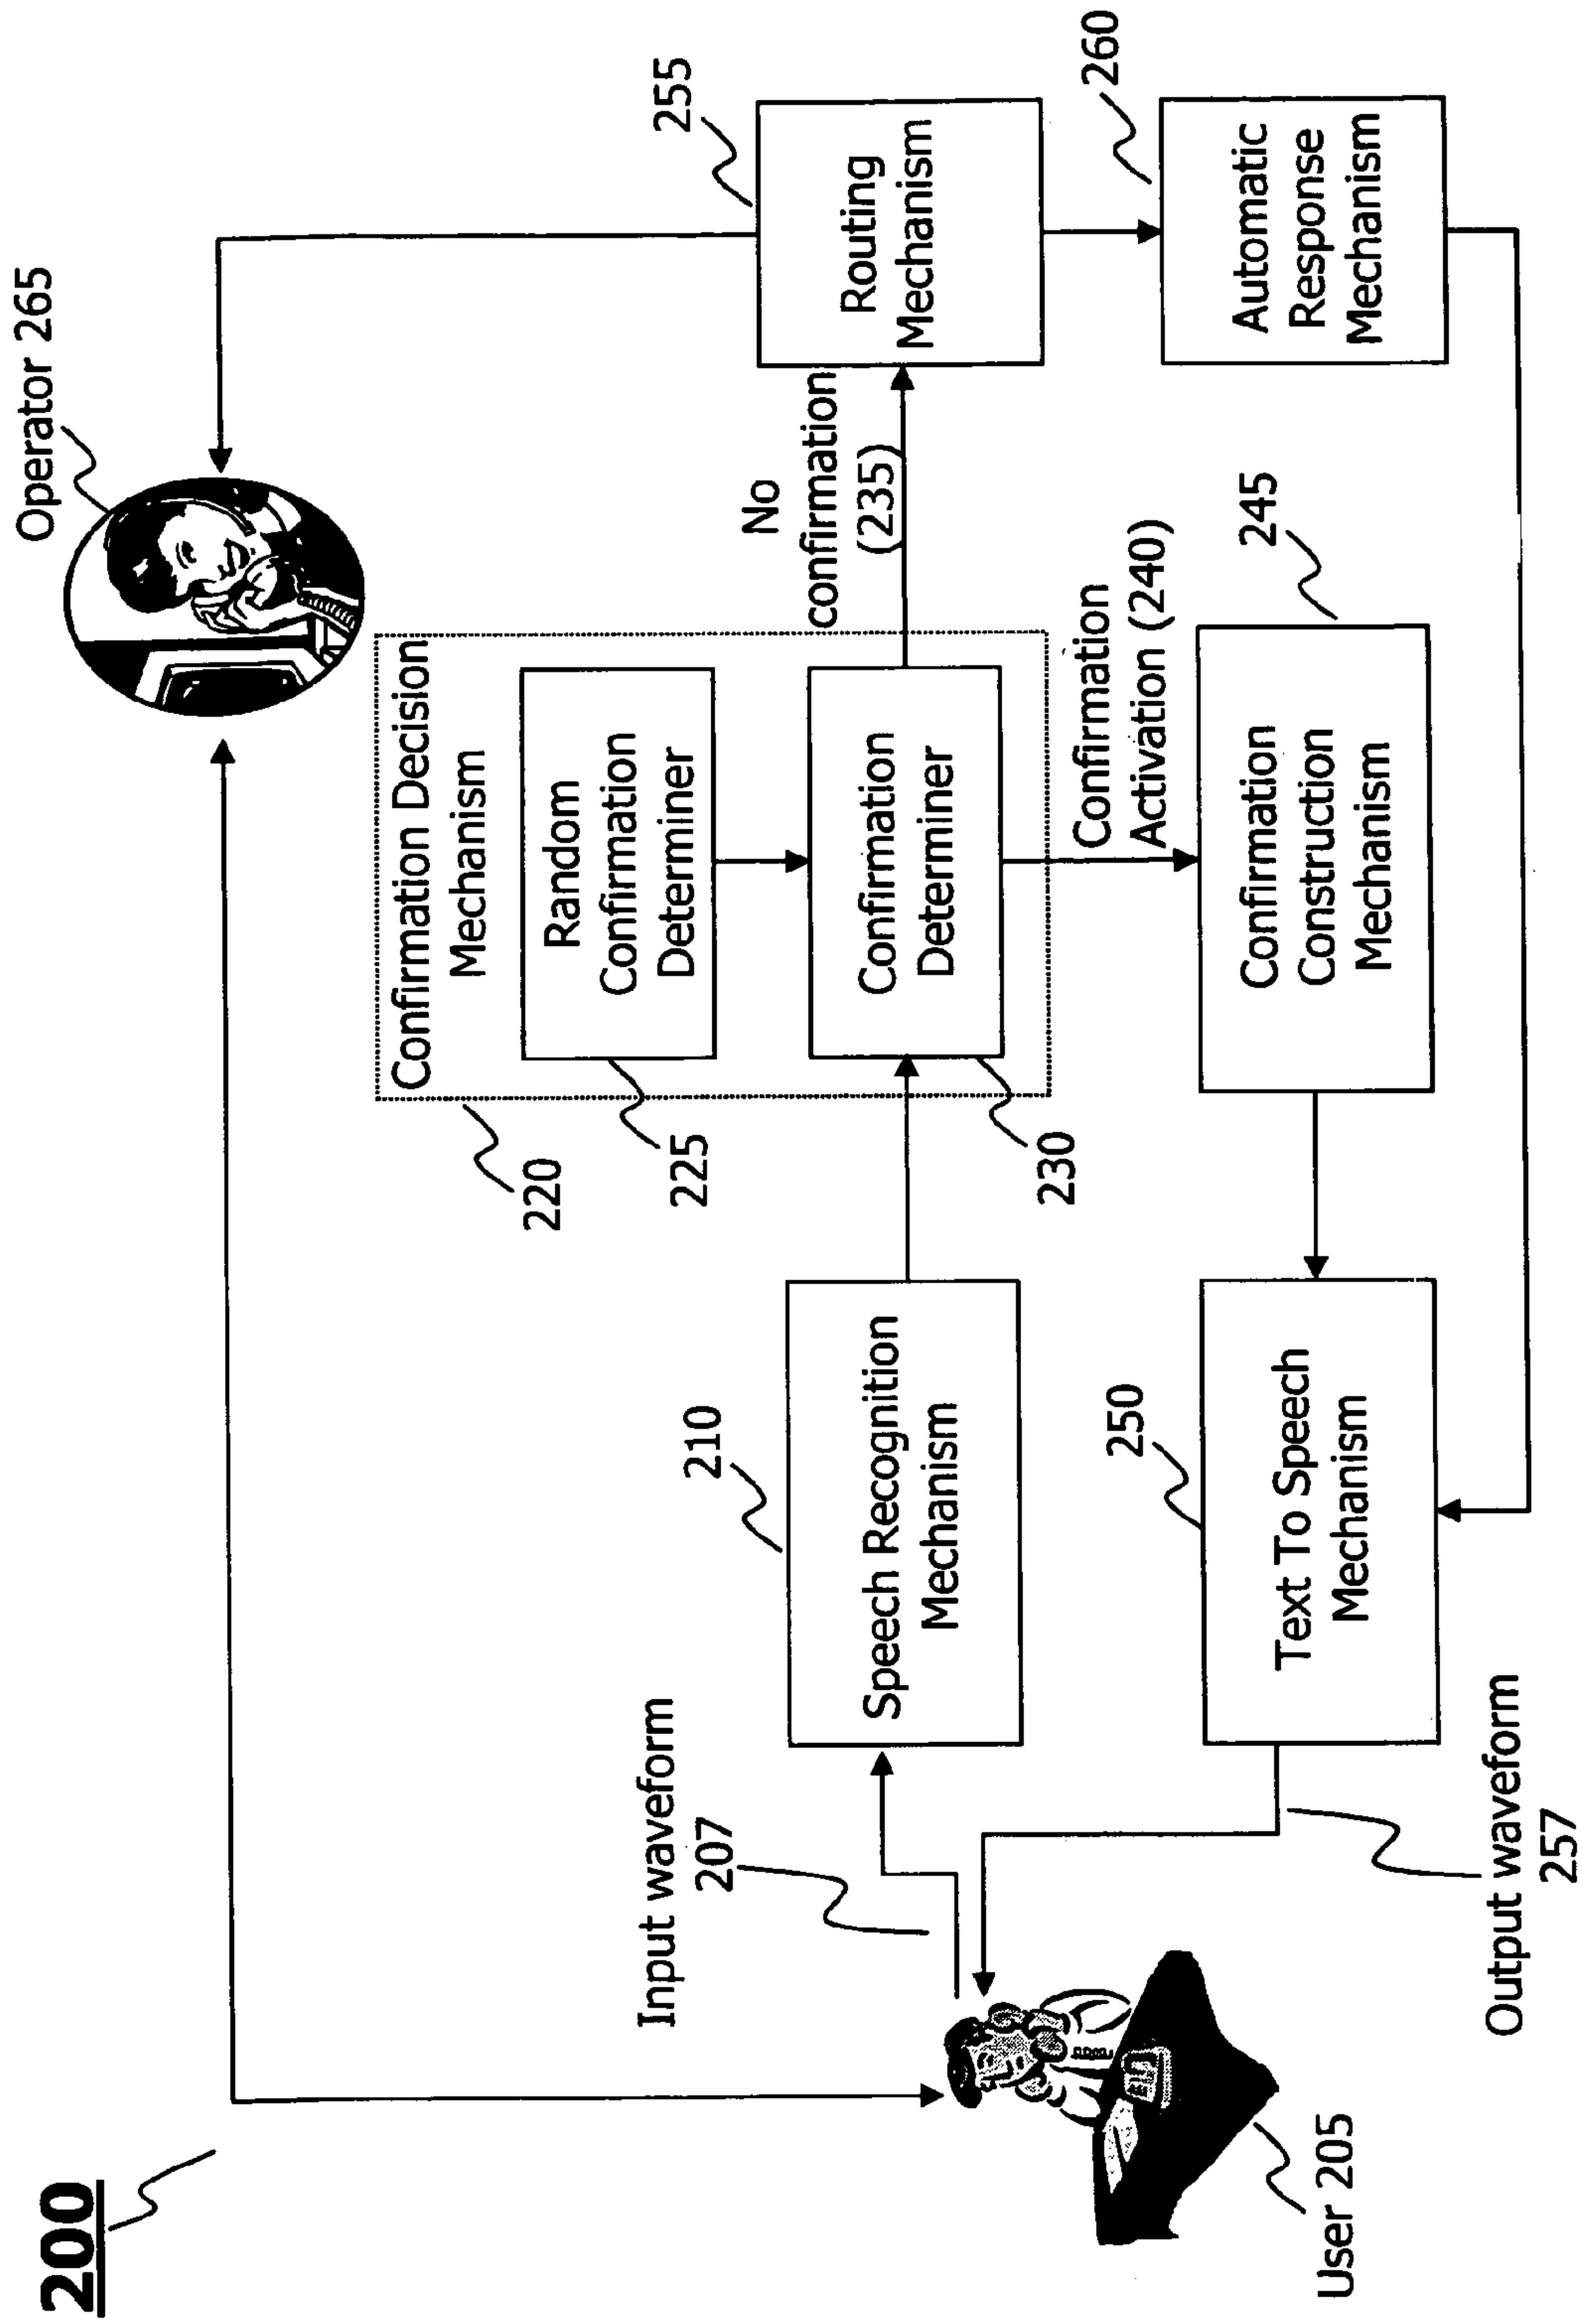 200
Operator 265
Confirmation Decision
Mechanism
220
Random
Confirmation
Determiner
225
255
Routing
Mechanism
No
confirmation
(235)
Input waveform
207
210
Speech Recognition
Mechanism
Confirmation
Determiner
230
Confirmation
Activation (240)
260
Automatic
Response
Mechanism
250
Text To Speech
Mechanism
245
Confirmation
Construction
Mechanism
User 205
Output waveform
257